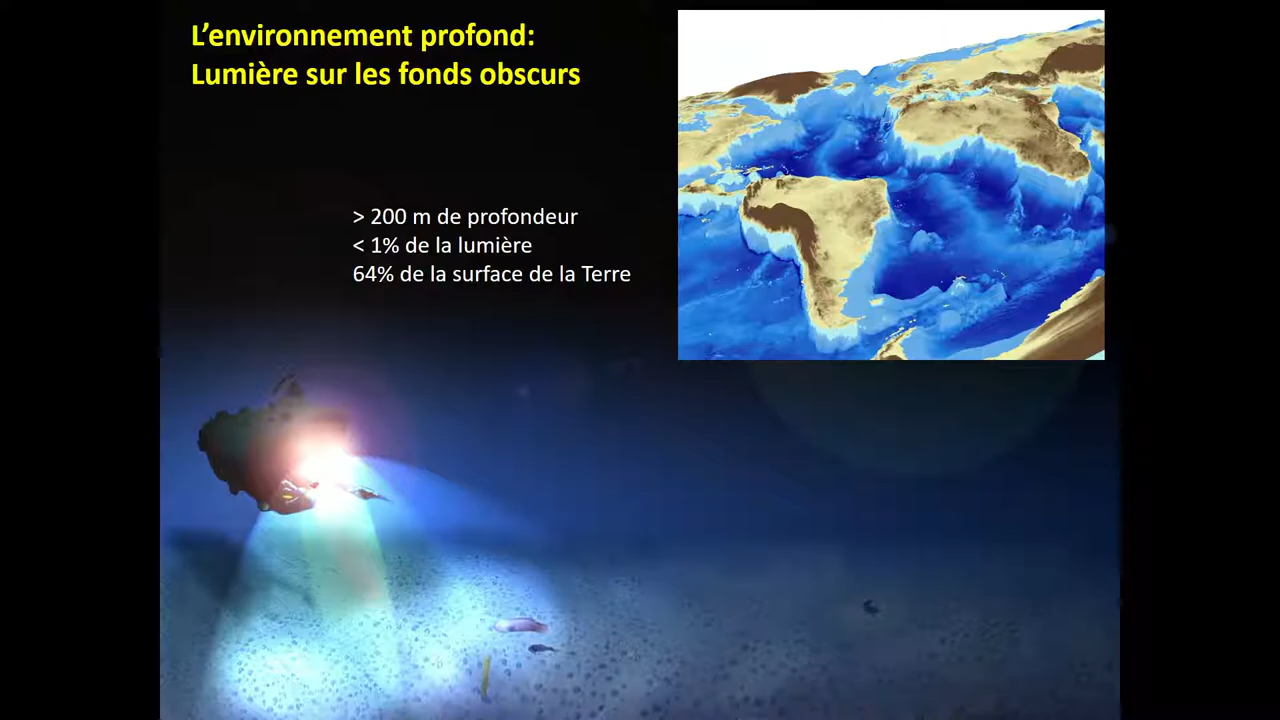 L’environnement profond:
Lumière sur les fonds obscurs
> 200 m de profondeur
< 1% de la lumière
64% de la surface de la Terre